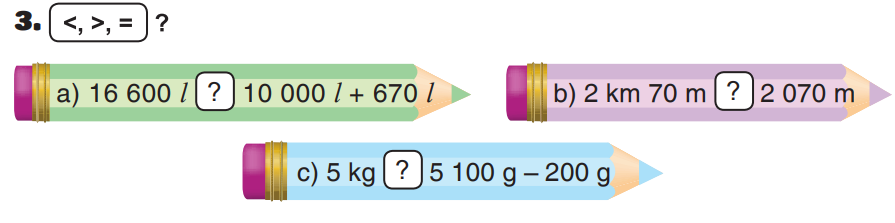 3. <, >, = ?
a) 16 600 l ? 10 000 l + 670 l
b) 2 km 70 m ? 2 070 m
c) 5 kg ? 5 100 g – 200 g